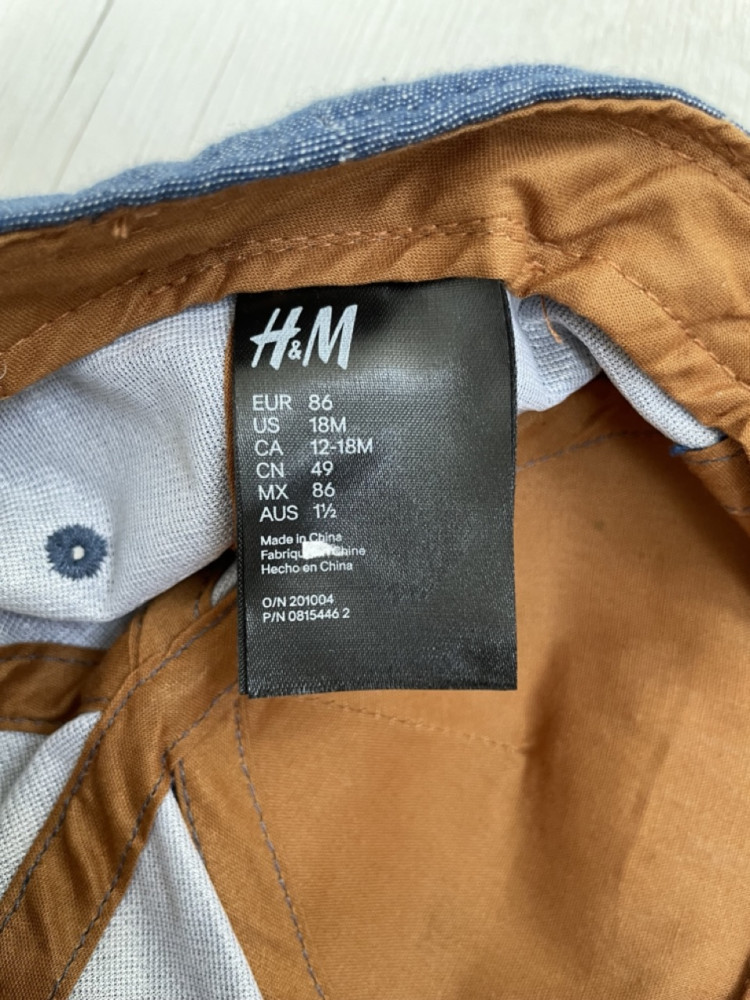 H&M
EUR 86
US 18M
CA 12-18M
CN 49
MX 86
AUS 1½
Made in China
Chine
Hecho en China
O/N 201004
P/N 0815446 2